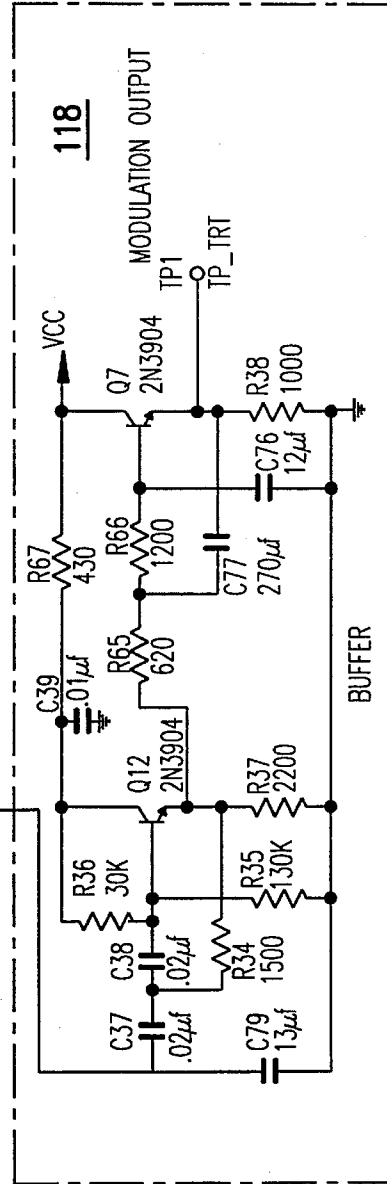 118
MODULATION OUTPUT
VCC
TP1
TP_TRT
Q7
2N3904
R38
1000
C76
12µf
R67
430
R66
1200
C77
270µf
R65
620
C39
.01µf
BUFFER
Q12
2N3904
R37
2200
R36
30K
R35
130K
C38
.02µf
R34
1500
C37
.02µf
C79
13µf